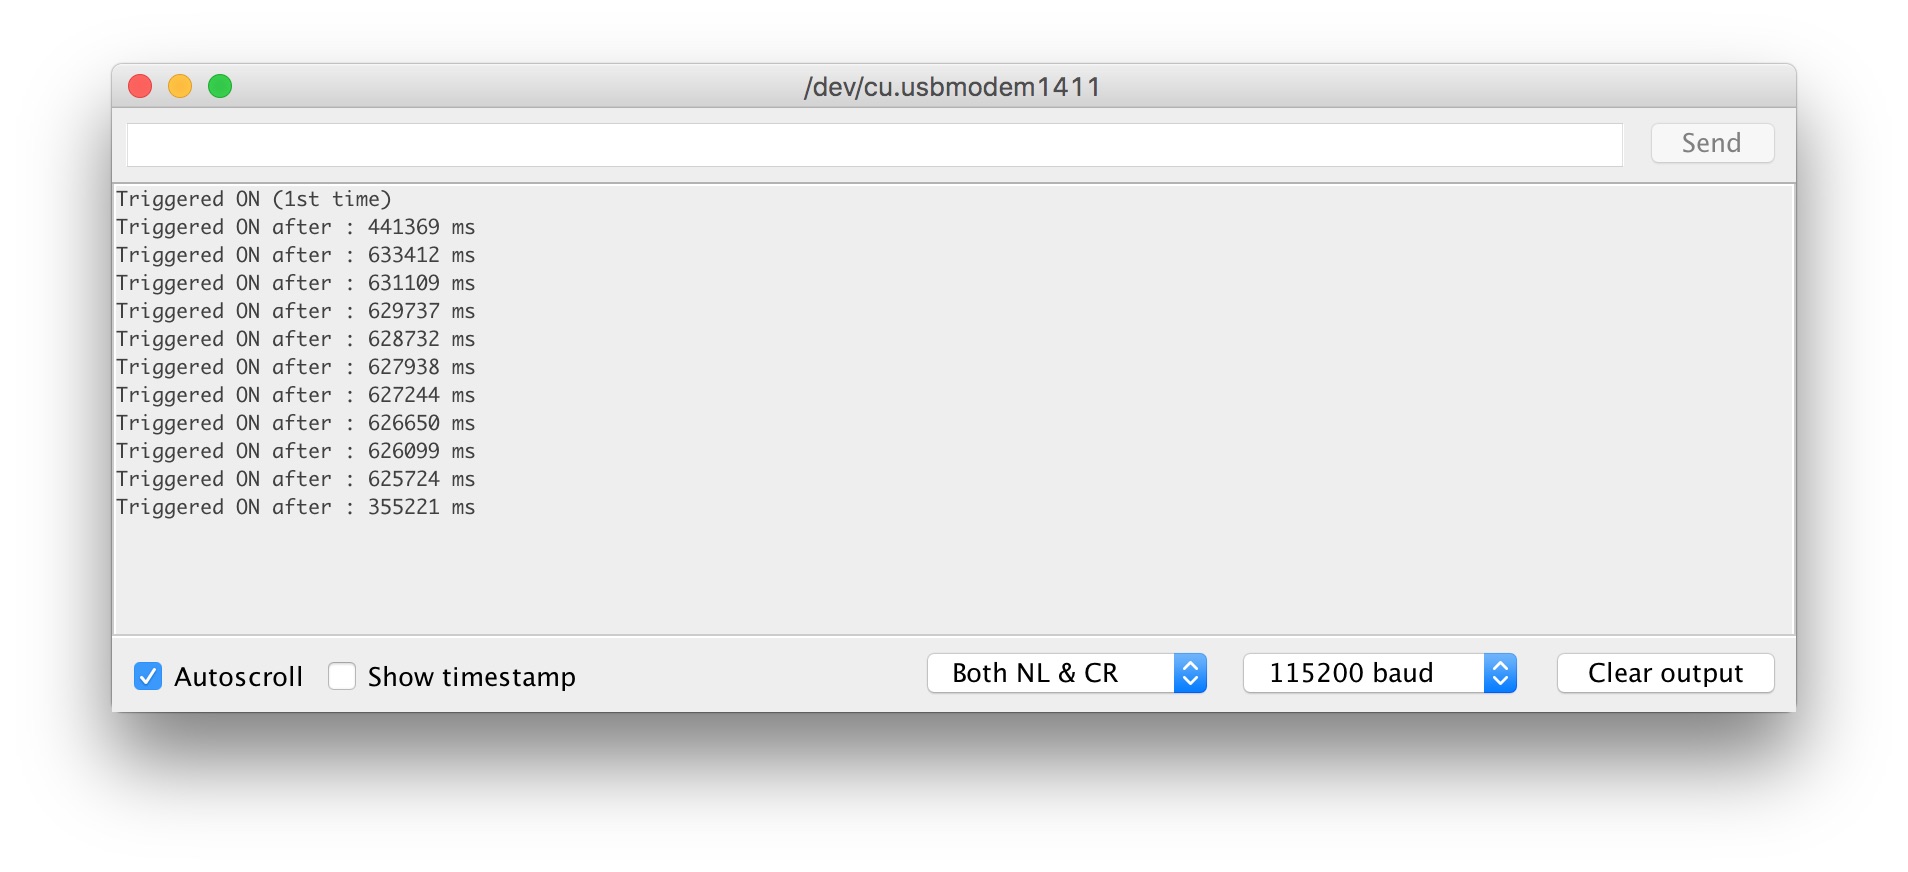 /dev/cu.usbmodem1411
Send
Triggered ON (1st time)
Triggered ON after : 441369 ms
Triggered ON after : 633412 ms
Triggered ON after : 631109 ms
Triggered ON after : 629737 ms
Triggered ON after : 628732 ms
Triggered ON after : 627938 ms
Triggered ON after : 627244 ms
Triggered ON after : 626650 ms
Triggered ON after : 626099 ms
Triggered ON after : 625724 ms
Triggered ON after : 355221 ms
Autoscroll Show timestamp Both NL & CR 115200 baud Clear output